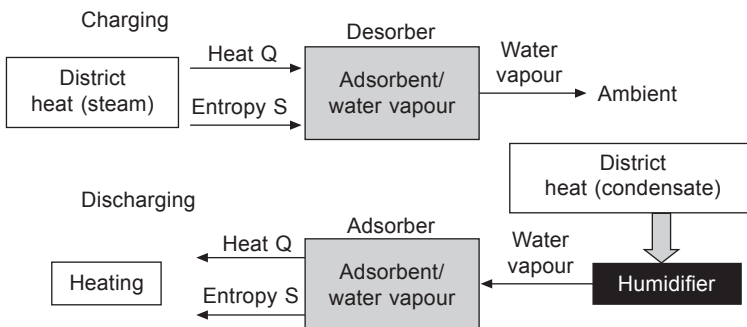 Charging
Desorber
Heat Q
Water
vapour
District
heat (steam)
Adsorbent/
water vapour
Entropy S
Ambient
District
heat (condensate)
Discharging
Adsorber
Heat Q
Water
vapour
Heating
Adsorbent/
water vapour
Humidifier
Entropy S